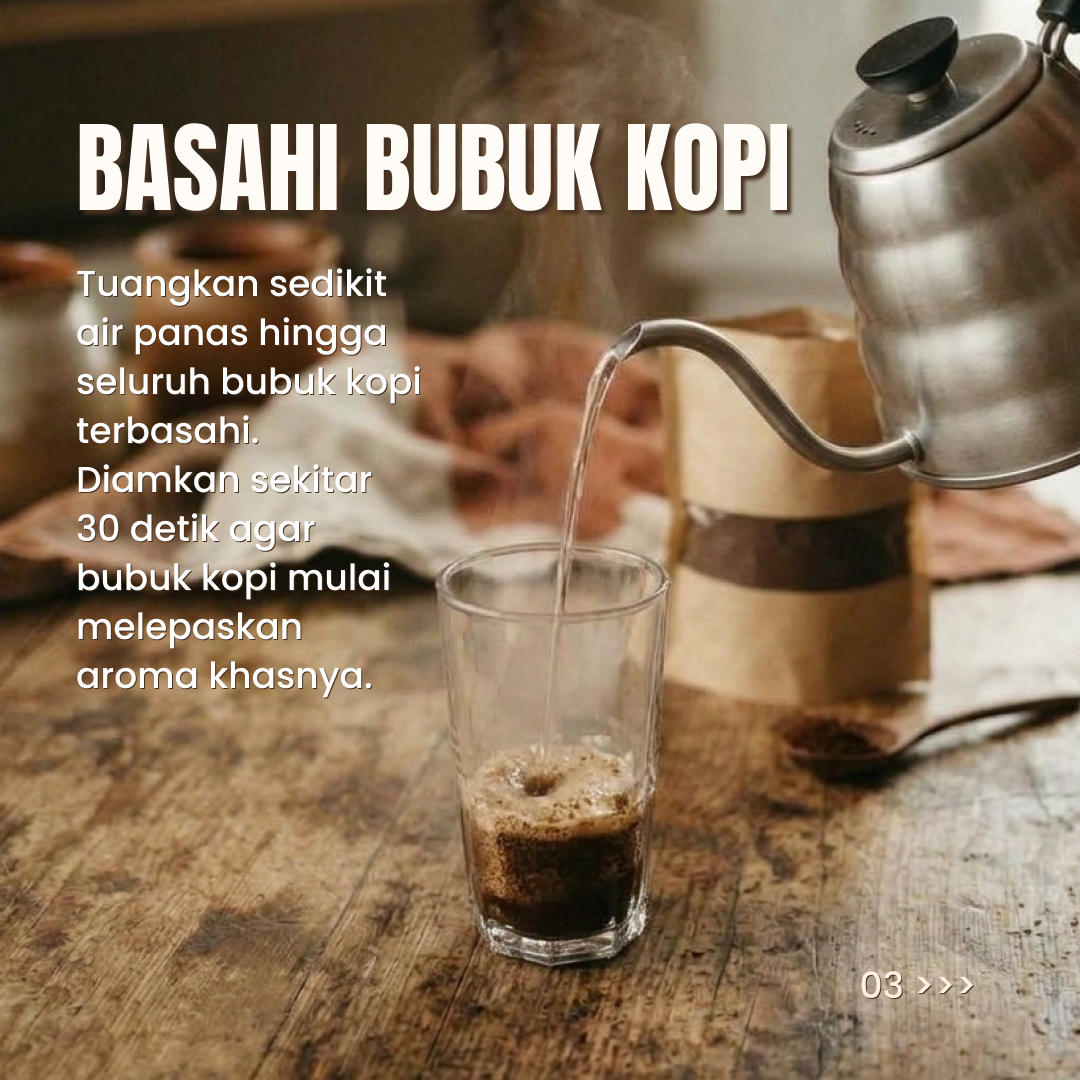 BASAHI BUBUK KOPI
Tuangkan sedikit
air panas hingga
seluruh bubuk kopi
terbasahi.
Diamkan sekitar
30 detik agar
bubuk kopi mulai
melepaskan
aroma khasnya.
03 >>>